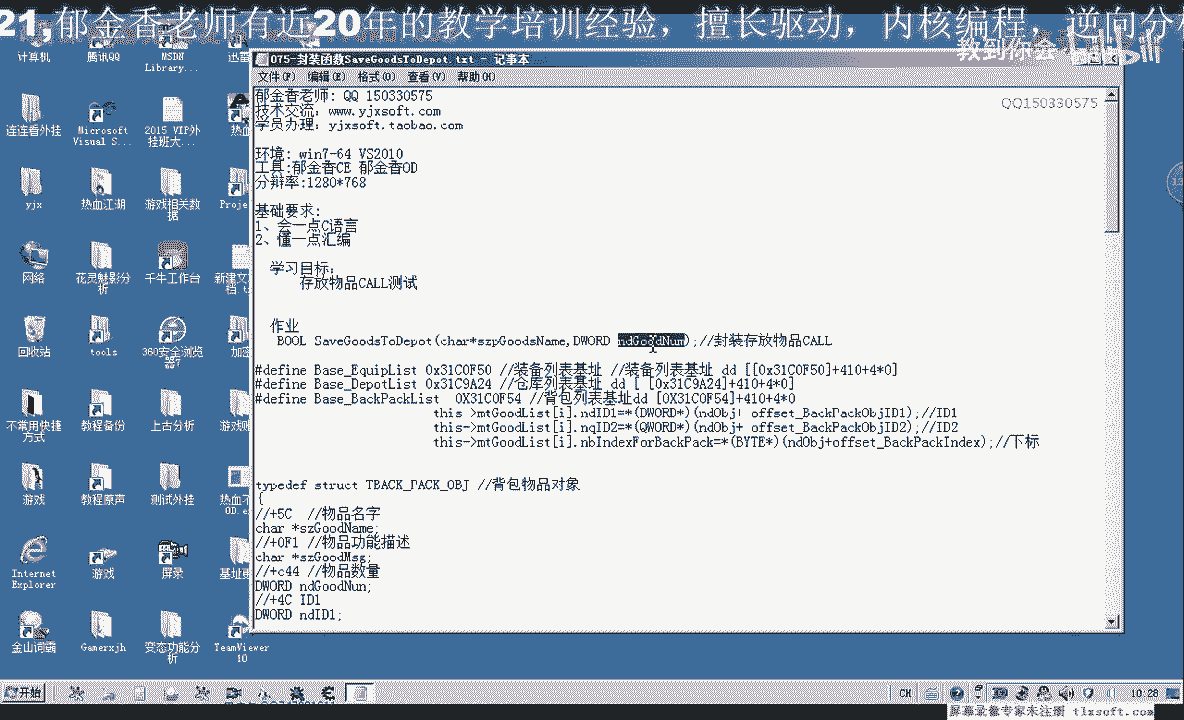 21,郁金香老师有近20年的教学培训经验，擅长驱动，内核编程，逆向分析
教到你会
QQ150330575
075-封装函数SaveGoodsToDepot.txt - 记事本
文件(F) 编辑(E) 格式(O) 查看(V) 帮助(H)
郁金香老师: QQ 150330575
技术交流: www.yjxsoft.com
学员办理: yjxsoft.taobao.com
环境: win7-64 VS2010
工具:郁金香CE 郁金香OD
分辩率:1280*768
基础要求:
1、会一点C语言
2、懂一点汇编
学习目标:
存放物品CALL测试
作业
BOOL SaveGoodsToDepot(char*szpGoodsName,DWORD ndGoodNum);//封装存放物品CALL
#define Base_EquipList 0x31C0F50 //装备列表基址 //装备列表基址 dd [[0x31C0F50]+410+4*0]
#define Base_DepotList 0x31C9A24 //仓库列表基址 dd [ [0x31C9A24]+410+4*0]
#define Base_BackPackList 0X31C0F54 //背包列表基址dd [0X31C0F54]+410+4*0
this->mtGoodList[i].ndID1=*(DWORD*)(ndObj+ offset_BackPackObjID1);//ID1
this->mtGoodList[i].nqID2=*(QWORD*)(ndObj+ offset_BackPackObjID2);//ID2
this->mtGoodList[i].nbIndexForBackPack=*(BYTE*)(ndObj+offset_BackPackIndex);//下标
typedef struct TBACK_PACK_OBJ //背包物品对象
{
//+5C //物品名字
char *szGoodName;
//+0F1 //物品功能描述
char *szGoodMsg;
//+c44 //物品数量
DWORD ndGoodNun;
//+4C ID1
DWORD ndID1;
计算机 腾讯QQ MSDN Library... 迅雷
连连看外挂 Microsoft Visual S... 2015 VIP外挂班大... 热血
yjx 热血江湖 游戏相关数据 Proje
网络 花灵魅影分析 千牛工作台 新建文
回收站 tools 360安全浏览器7 加密
不常用快捷方式 教程备份 上古分析
游戏 教程原声 测试外挂
Internet Explorer 游戏 屏录
金山词霸 Gamerxjh 变态功能分析 TeamViewer 10
开始
CH
10:28
屏幕录像专家未注册 tlxsoft.com